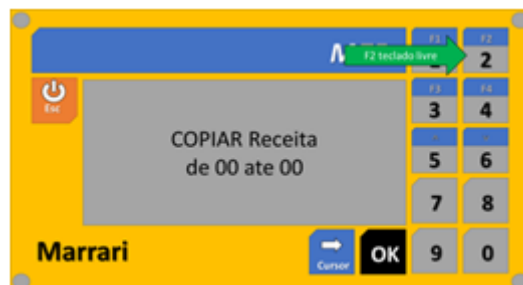 F1
F2
F2 teclado livre
2
Esc
F3
F4
3
4
COPIAR Receita
de 00 ate 00
5
6
7
8
Marrari
Cursor
OK
9
0